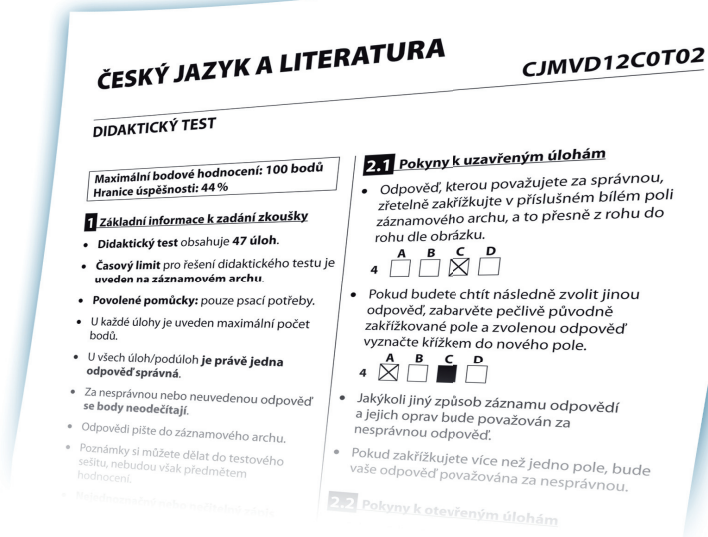 ČESKÝ JAZYK A LITERATURA
CJMVD12C0T02
DIDAKTICKÝ TEST
Maximální bodové hodnocení: 100 bodů
Hranice úspěšnosti: 44 %
1 Základní informace k zadání zkoušky
• Didaktický test obsahuje 47 úloh.
• Časový limit pro řešení didaktického testu je
uveden na záznamovém archu.
• Povolené pomůcky: pouze psací potřeby.
• U každé úlohy je uveden maximální počet
bodů.
• U všech úloh/podúloh je právě jedna
odpověď správná.
• Za nesprávnou nebo neuvedenou odpověď
se body neodečítají.
• Odpovědi pište do záznamového archu.
• Poznámky si můžete dělat do testového
sešitu, nebudou však předmětem
hodnocení.
2.1 Pokyny k uzavřeným úlohám
• Odpověď, kterou považujete za správnou,
zřetelně zakřížkujte v příslušném bílém poli
záznamového archu, a to přesně z rohu do
rohu dle obrázku.
A B C D
4
• Pokud budete chtít následně zvolit jinou
odpověď, zabarvěte pečlivě původně
zakřížkované pole a zvolenou odpověď
vyznačte křížkem do nového pole.
A B C D
4
• Jakýkoli jiný způsob záznamu odpovědí
a jejich oprav bude považován za
nesprávnou odpověď.
• Pokud zakřížkujete více než jedno pole, bude
vaše odpověď považována za nesprávnou.
2.2 Pokyny k otevřeným úlohám